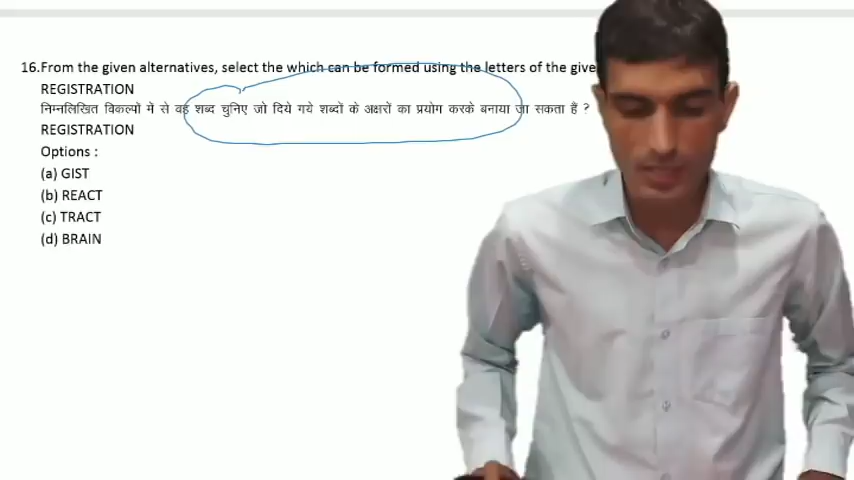 16.From the given alternatives, select the which can be formed using the letters of the give
REGISTRATION
निम्नलिखित विकल्पों में से वह शब्द चुनिए जो दिये गये शब्दों के अक्षरों का प्रयोग करके बनाया जा सकता हैं ?
REGISTRATION
Options :
(a) GIST
(b) REACT
(c) TRACT
(d) BRAIN